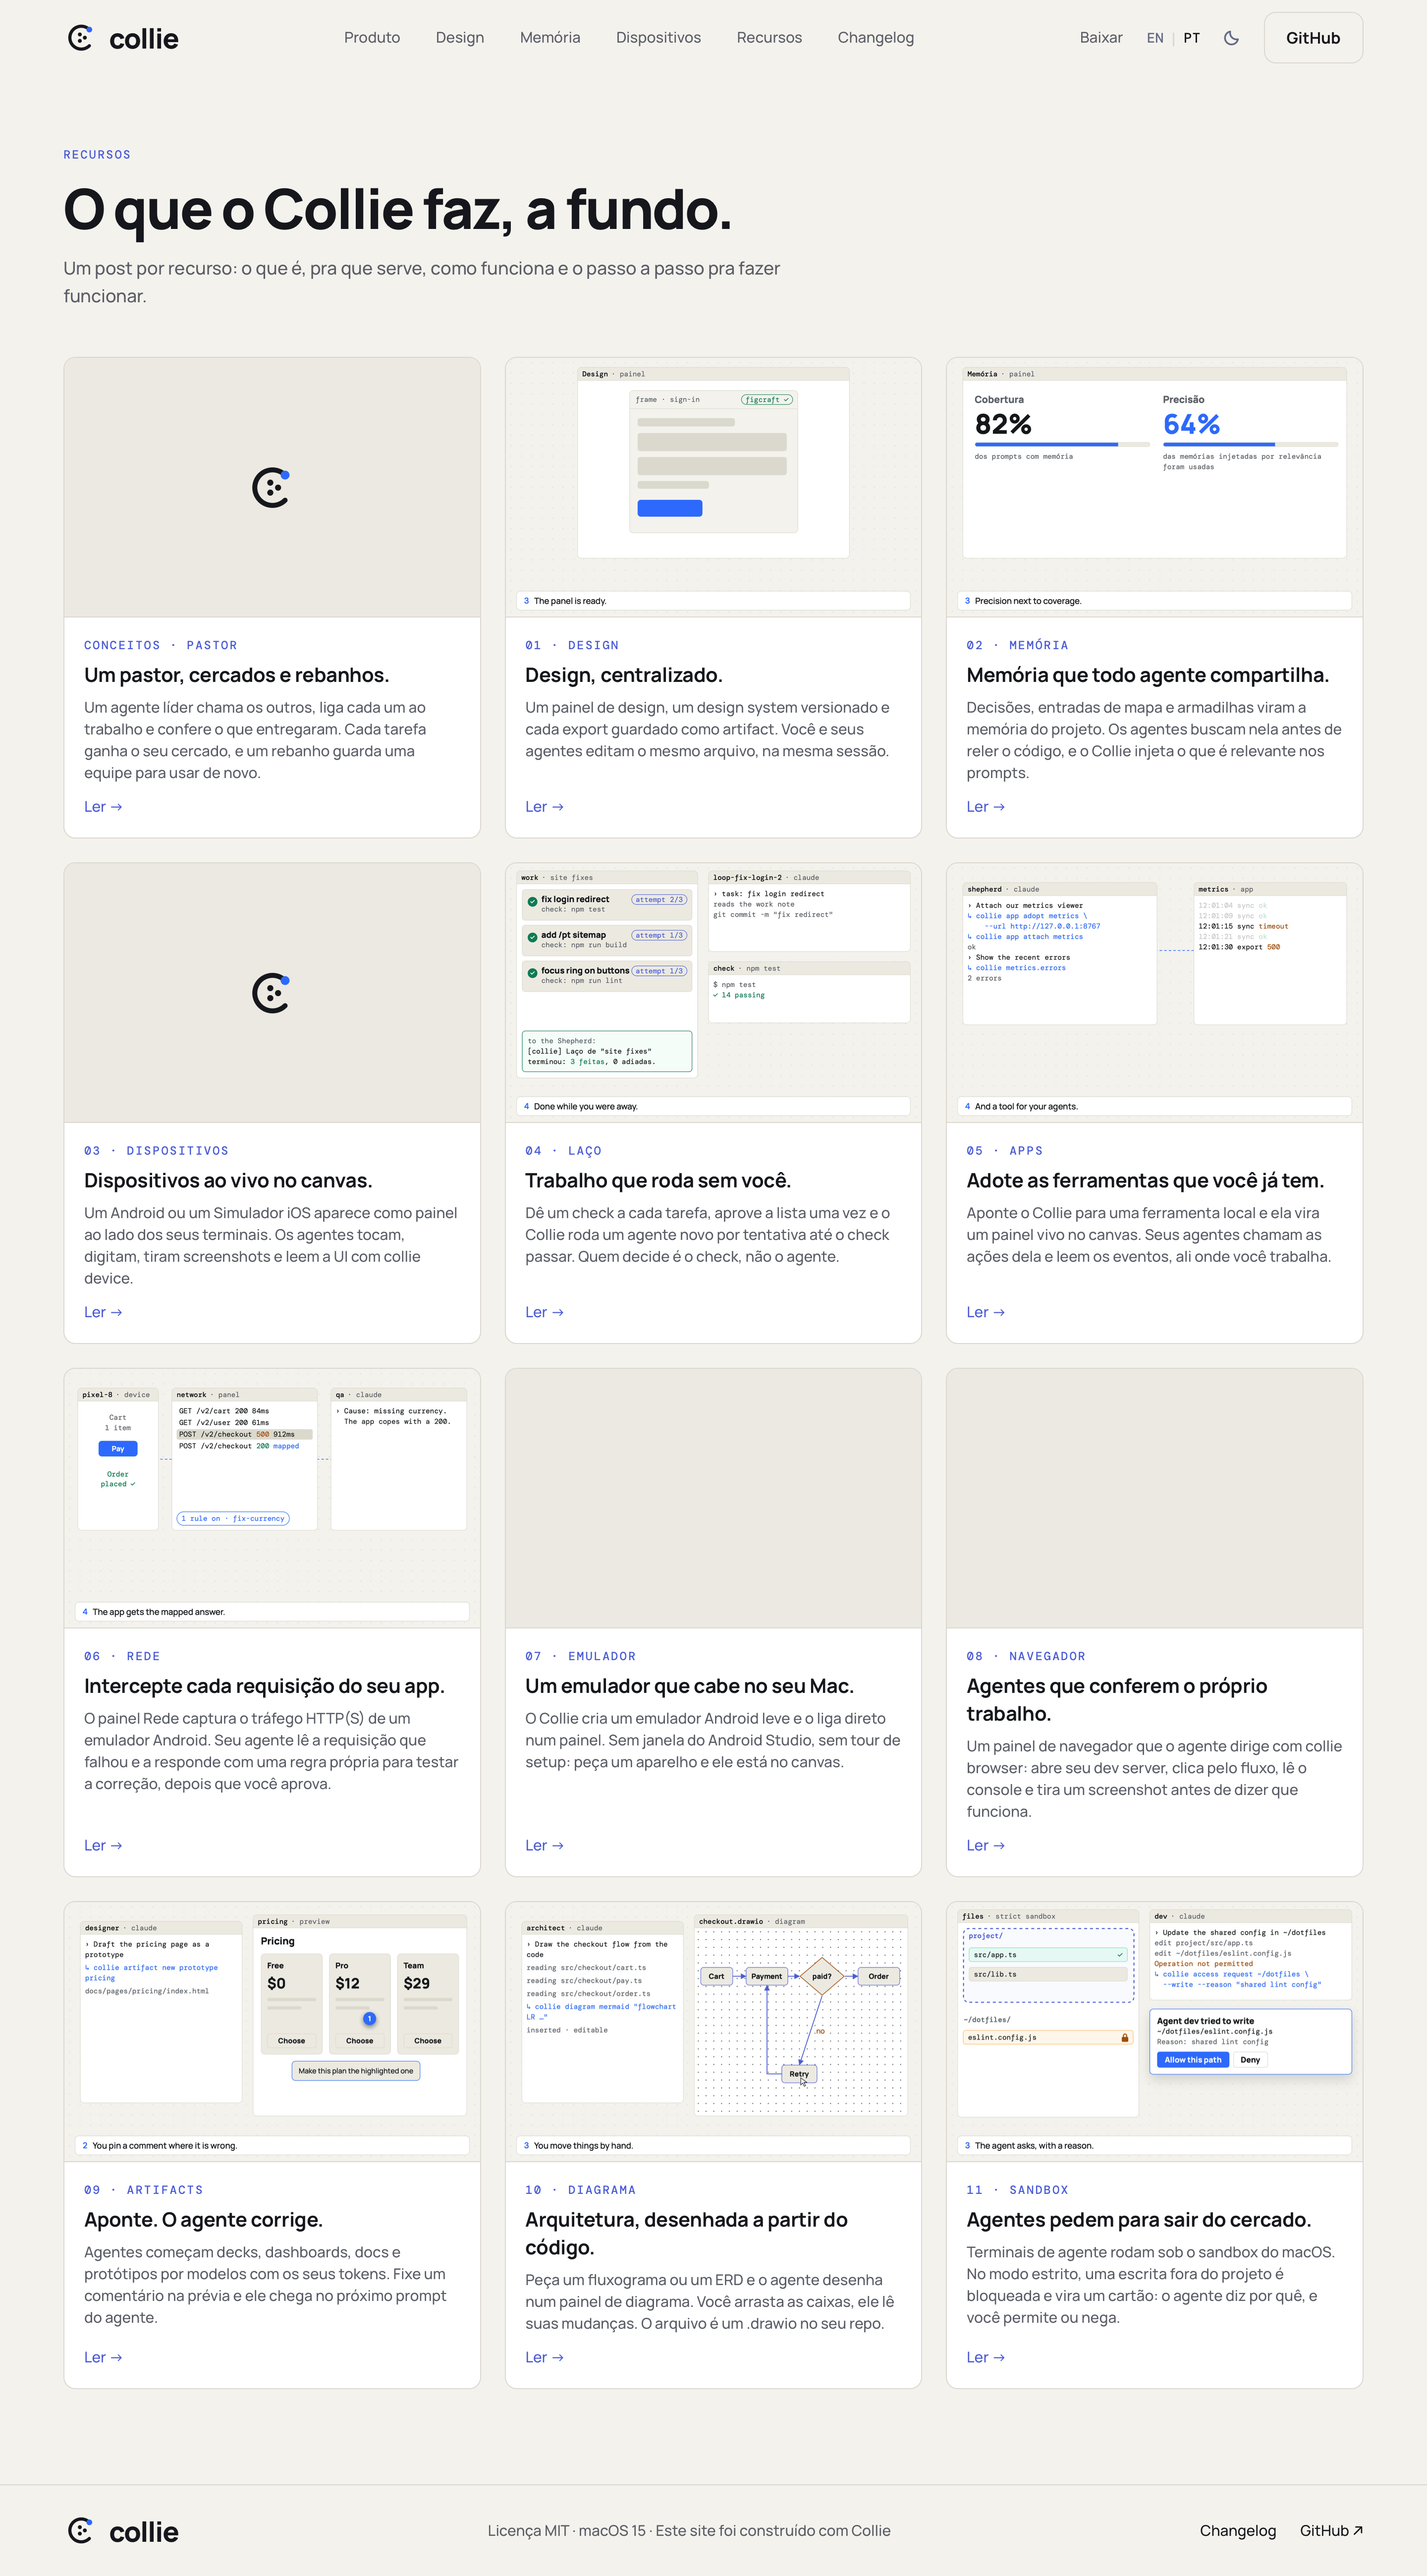 collie
Produto
Design
Memória
Dispositivos
Recursos
Changelog
Baixar
EN | PT
GitHub
RECURSOS
O que o Collie faz, a fundo.
Um post por recurso: o que é, pra que serve, como funciona e o passo a passo pra fazer
funcionar.
CONCEITOS · PASTOR
Um pastor, cercados e rebanhos.
Um agente líder chama os outros, liga cada um ao
trabalho e confere o que entregaram. Cada tarefa
ganha o seu cercado, e um rebanho guarda uma
equipe para usar de novo.
Ler →
Design · painel
frame · sign-in
figcraft ✓
3 The panel is ready.
01 · DESIGN
Design, centralizado.
Um painel de design, um design system versionado e
cada export guardado como artifact. Você e seus
agentes editam o mesmo arquivo, na mesma sessão.
Ler →
Memória · painel
Cobertura
82%
dos prompts com memória
Precisão
64%
das memórias injetadas por relevância
foram usadas
3 Precision next to coverage.
02 · MEMÓRIA
Memória que todo agente compartilha.
Decisões, entradas de mapa e armadilhas viram a
memória do projeto. Os agentes buscam nela antes de
reler o código, e o Collie injeta o que é relevante nos
prompts.
Ler →
03 · DISPOSITIVOS
Dispositivos ao vivo no canvas.
Um Android ou um Simulador iOS aparece como painel
ao lado dos seus terminais. Os agentes tocam,
digitam, tiram screenshots e leem a UI com collie
device.
Ler →
work · site fixes
fix login redirect
attempt 2/3
check: npm test
add /pt sitemap
attempt 1/3
check: npm run build
focus ring on buttons
attempt 1/3
check: npm run lint
to the Shepherd:
[collie] Laço de "site fixes"
terminou: 3 feitas, 0 adiadas.
loop-fix-login-2 · claude
› task: fix login redirect
reads the work note
git commit -m "fix redirect"
check · npm test
$ npm test
✓ 14 passing
4 Done while you were away.
04 · LAÇO
Trabalho que roda sem você.
Dê um check a cada tarefa, aprove a lista uma vez e o
Collie roda um agente novo por tentativa até o check
passar. Quem decide é o check, não o agente.
Ler →
shepherd · claude
› Attach our metrics viewer
↳ collie app adopt metrics \
--url http://127.0.0.1:8767
↳ collie app attach metrics
ok
› Show the recent errors
↳ collie metrics.errors
2 errors
metrics · app
12:01:04 sync ok
12:01:09 sync ok
12:01:15 sync timeout
12:01:21 sync ok
12:01:30 export 500
4 And a tool for your agents.
05 · APPS
Adote as ferramentas que você já tem.
Aponte o Collie para uma ferramenta local e ela vira
um painel vivo no canvas. Seus agentes chamam as
ações dela e leem os eventos, ali onde você trabalha.
Ler →
pixel-8 · device
Cart
1 item
Pay
Order
placed ✓
network · panel
GET /v2/cart 200 84ms
GET /v2/user 200 61ms
POST /v2/checkout 500 912ms
POST /v2/checkout 200 mapped
1 rule on · fix-currency
qa · claude
› Cause: missing currency.
The app copes with a 200.
4 The app gets the mapped answer.
06 · REDE
Intercepte cada requisição do seu app.
O painel Rede captura o tráfego HTTP(S) de um
emulador Android. Seu agente lê a requisição que
falhou e a responde com uma regra própria para testar
a correção, depois que você aprova.
Ler →
07 · EMULADOR
Um emulador que cabe no seu Mac.
O Collie cria um emulador Android leve e o liga direto
num painel. Sem janela do Android Studio, sem tour de
setup: peça um aparelho e ele está no canvas.
Ler →
08 · NAVEGADOR
Agentes que conferem o próprio
trabalho.
Um painel de navegador que o agente dirige com collie
browser: abre seu dev server, clica pelo fluxo, lê o
console e tira um screenshot antes de dizer que
funciona.
Ler →
designer · claude
› Draft the pricing page as a
prototype
↳ collie artifact new prototype
pricing
docs/pages/pricing/index.html
pricing · preview
Pricing
Free
$0
Choose
Pro
$12
1
Choose
Team
$29
Choose
Make this plan the highlighted one
2 You pin a comment where it is wrong.
09 · ARTIFACTS
Aponte. O agente corrige.
Agentes começam decks, dashboards, docs e
protótipos por modelos com os seus tokens. Fixe um
comentário na prévia e ele chega no próximo prompt
do agente.
Ler →
architect · claude
› Draw the checkout flow from the
code
reading src/checkout/cart.ts
reading src/checkout/pay.ts
reading src/checkout/order.ts
↳ collie diagram mermaid "flowchart
LR …"
inserted · editable
checkout.drawio · diagram
Cart
Payment
paid?
Order
no
Retry
3 You move things by hand.
10 · DIAGRAMA
Arquitetura, desenhada a partir do
código.
Peça um fluxograma ou um ERD e o agente desenha
num painel de diagrama. Você arrasta as caixas, ele lê
suas mudanças. O arquivo é um .drawio no seu repo.
Ler →
files · strict sandbox
project/
src/app.ts ✓
src/lib.ts
~/dotfiles/
eslint.config.js
dev · claude
› Update the shared config in ~/dotfiles
edit project/src/app.ts
edit ~/dotfiles/eslint.config.js
Operation not permitted
↳ collie access request ~/dotfiles \
--write --reason "shared lint config"
Agent dev tried to write
~/dotfiles/eslint.config.js
Reason: shared lint config
Allow this path
Deny
3 The agent asks, with a reason.
11 · SANDBOX
Agentes pedem para sair do cercado.
Terminais de agente rodam sob o sandbox do macOS.
No modo estrito, uma escrita fora do projeto é
bloqueada e vira um cartão: o agente diz por quê, e
você permite ou nega.
Ler →
collie
Licença MIT · macOS 15 · Este site foi construído com Collie
Changelog
GitHub ↗